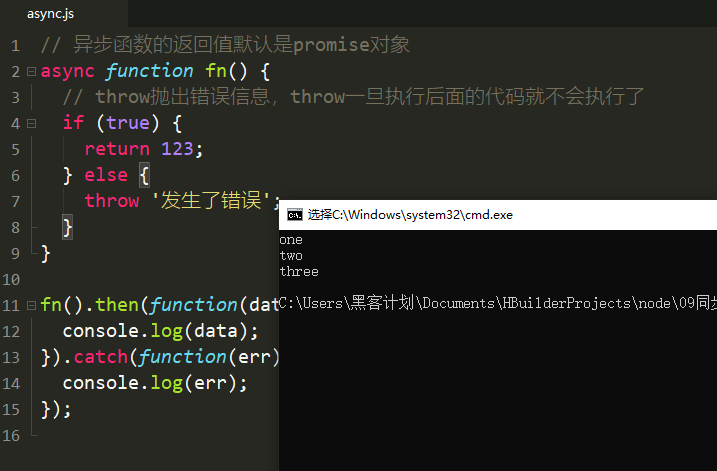 async.js
1 // 异步函数的返回值默认是promise对象
2 async function fn() {
3 // throw抛出错误信息，throw一旦执行后面的代码就不会执行了
4 if (true) {
5 return 123;
6 } else {
7 throw '发生了错误';
8 }
9 }
10
11 fn().then(function(dat
12 console.log(data);
13 }).catch(function(err)
14 console.log(err);
15 });
16
选择C:\Windows\system32\cmd.exe
one
two
three
C:\Users\黑客计划\Documents\HBuilderProjects\node\09同步